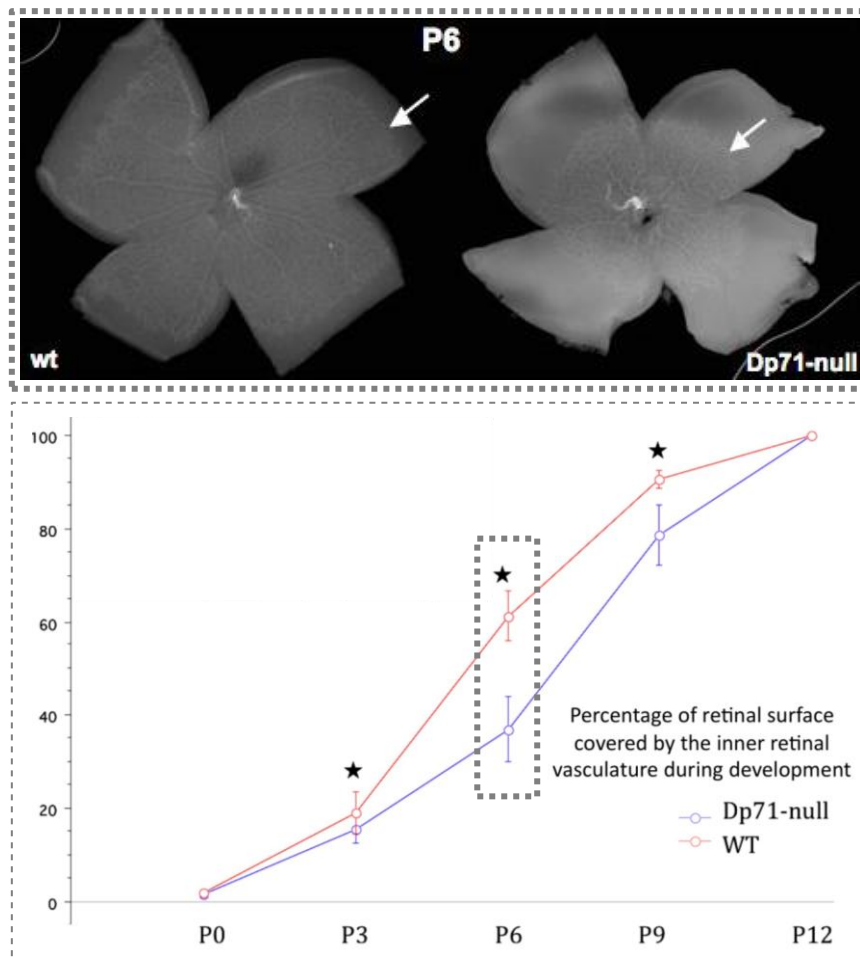 P6
wt
Dp71-null
100
80
60
40
20
0
★
★
★
Percentage of retinal surface
covered by the inner retinal
vasculature during development
Dp71-null
WT
P0 P3 P6 P9 P12